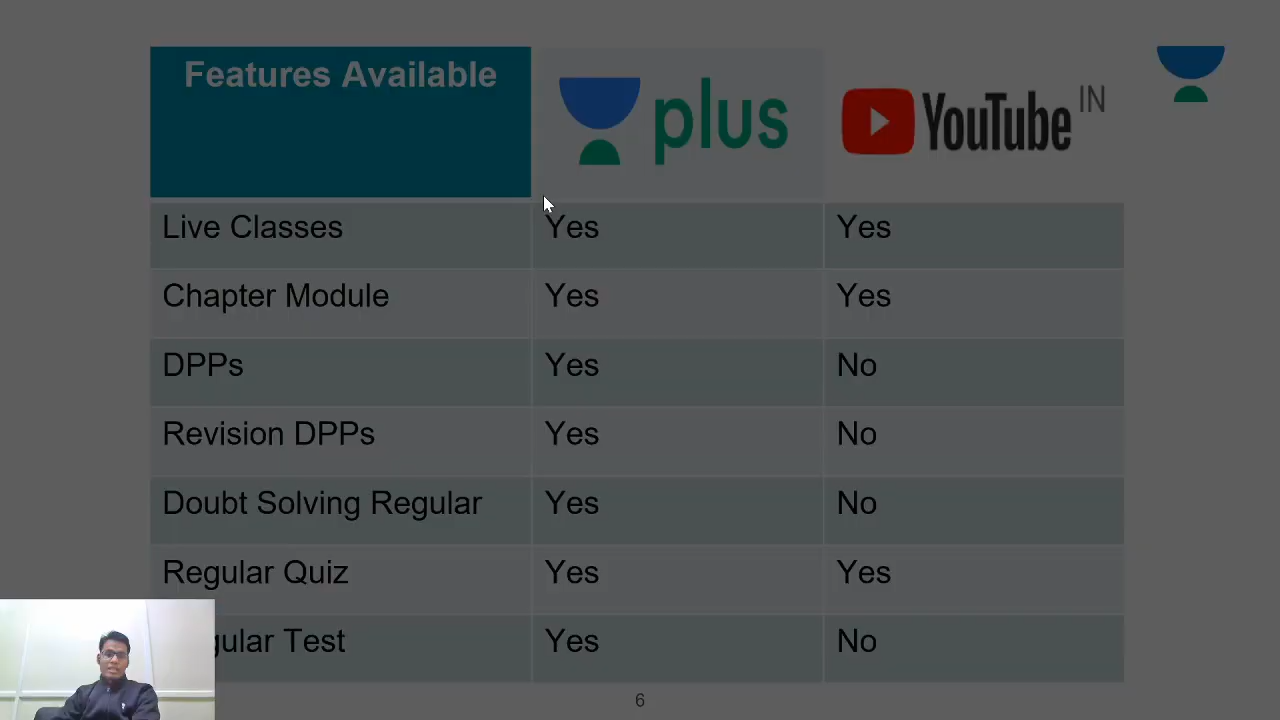 Features Available
plus
YouTube IN
Live Classes Yes Yes
Chapter Module Yes Yes
DPPs Yes No
Revision DPPs Yes No
Doubt Solving Regular Yes No
Regular Quiz Yes Yes
gular Test Yes No
6